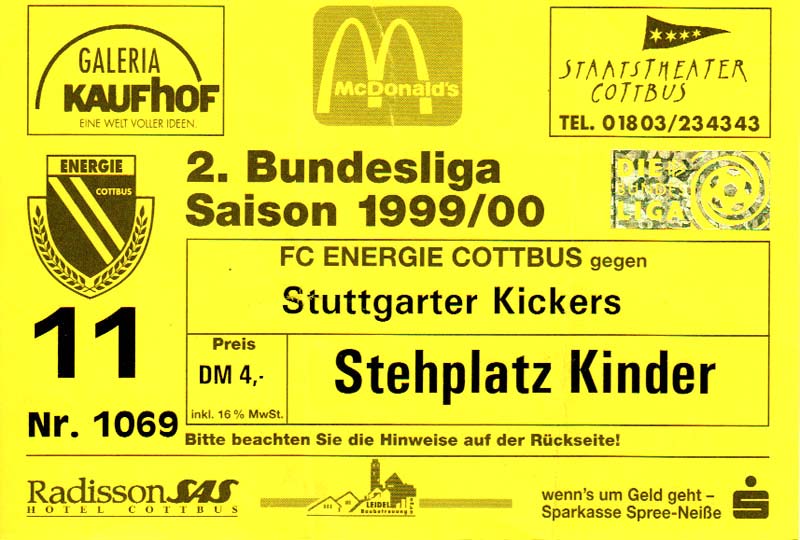 GALERIA
KAUFHOF
EINE WELT VOLLER IDEEN.
McDonald's
STAATSTHEATER
COTTBUS
TEL. 01803/234343
ENERGIE
COTTBUS
2. Bundesliga
Saison 1999/00
DIE
BUNDES
LIGA
FC ENERGIE COTTBUS gegen
Stuttgarter Kickers
11
Preis
DM 4,-
inkl. 16 % MwSt.
Stehplatz Kinder
Nr. 1069
Bitte beachten Sie die Hinweise auf der Rückseite!
Radisson SAS
HOTEL COTTBUS
LEIDEL
Baubetreuung
wenn's um Geld geht –
Sparkasse Spree-Neiße